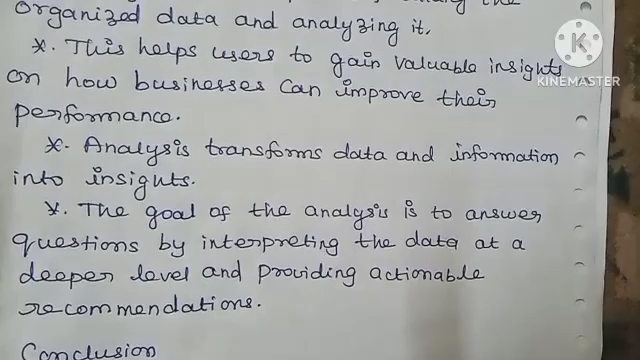 the
organized data and analyzing it.
*. This helps users to gain valuable insights
on how businesses can improve their
performance.
*. Analysis transforms data and information
into insights.
*. The goal of the analysis is to answer
questions by interpreting the data at a
deeper level and providing actionable
recommendations.
Conclusion
KINEMASTER